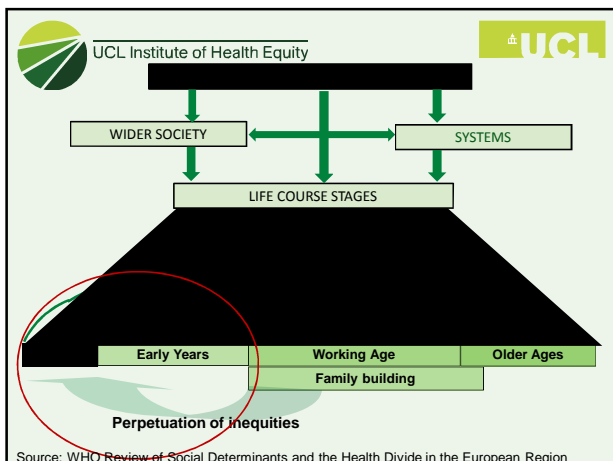 UCL Institute of Health Equity
UCL
WIDER SOCIETY
SYSTEMS
LIFE COURSE STAGES
Early Years
Working Age
Older Ages
Family building
Perpetuation of inequities
Source: WHO Review of Social Determinants and the Health Divide in the European Region